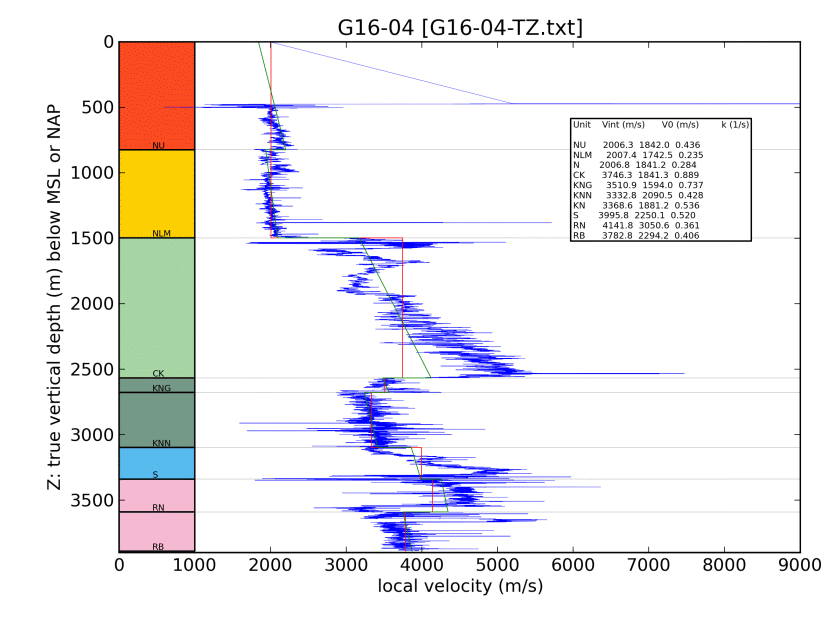 G16-04 [G16-04-TZ.txt]
Z: true vertical depth (m) below MSL or NAP
0
500
1000
1500
2000
2500
3000
3500
NU
NLM
CK
KNG
KNN
S
RN
RB
Unit Vint (m/s) V0 (m/s) k (1/s)
NU 2006.3 1842.0 0.436
NLM 2007.4 1742.5 0.235
N 2006.8 1841.2 0.284
CK 3746.3 1841.3 0.889
KNG 3510.9 1594.0 0.737
KNN 3332.8 2090.5 0.428
KN 3368.6 1881.2 0.536
S 3995.8 2250.1 0.520
RN 4141.8 3050.6 0.361
RB 3782.8 2294.2 0.406
0 1000 2000 3000 4000 5000 6000 7000 8000 9000
local velocity (m/s)